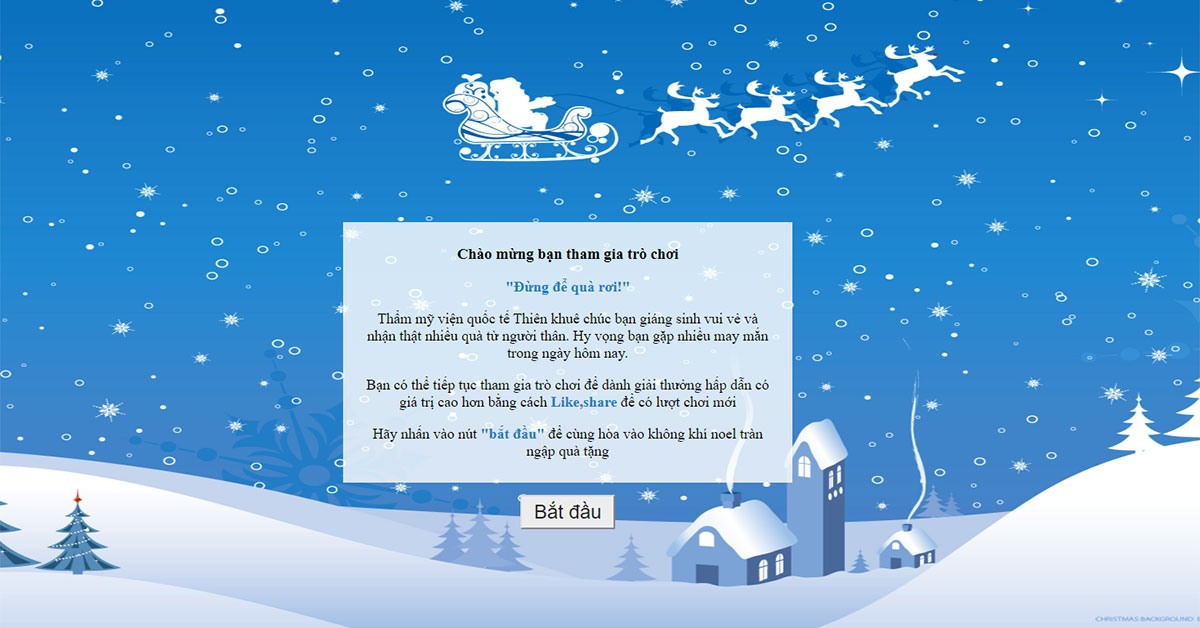 Chào mừng bạn tham gia trò chơi
"Đừng để quà rơi!"
Thẩm mỹ viện quốc tế Thiên khuê chúc bạn giáng sinh vui vẻ và
nhận thật nhiều quà từ người thân. Hy vọng bạn gặp nhiều may mắn
trong ngày hôm nay.
Bạn có thể tiếp tục tham gia trò chơi để dành giải thưởng hấp dẫn có
giá trị cao hơn bằng cách Like,share để có lượt chơi mới
Hãy nhấn vào nút "bắt đầu" để cùng hòa vào không khí noel tràn
ngập quà tặng
Bắt đầu
CHRISTMAS BACKGROUND